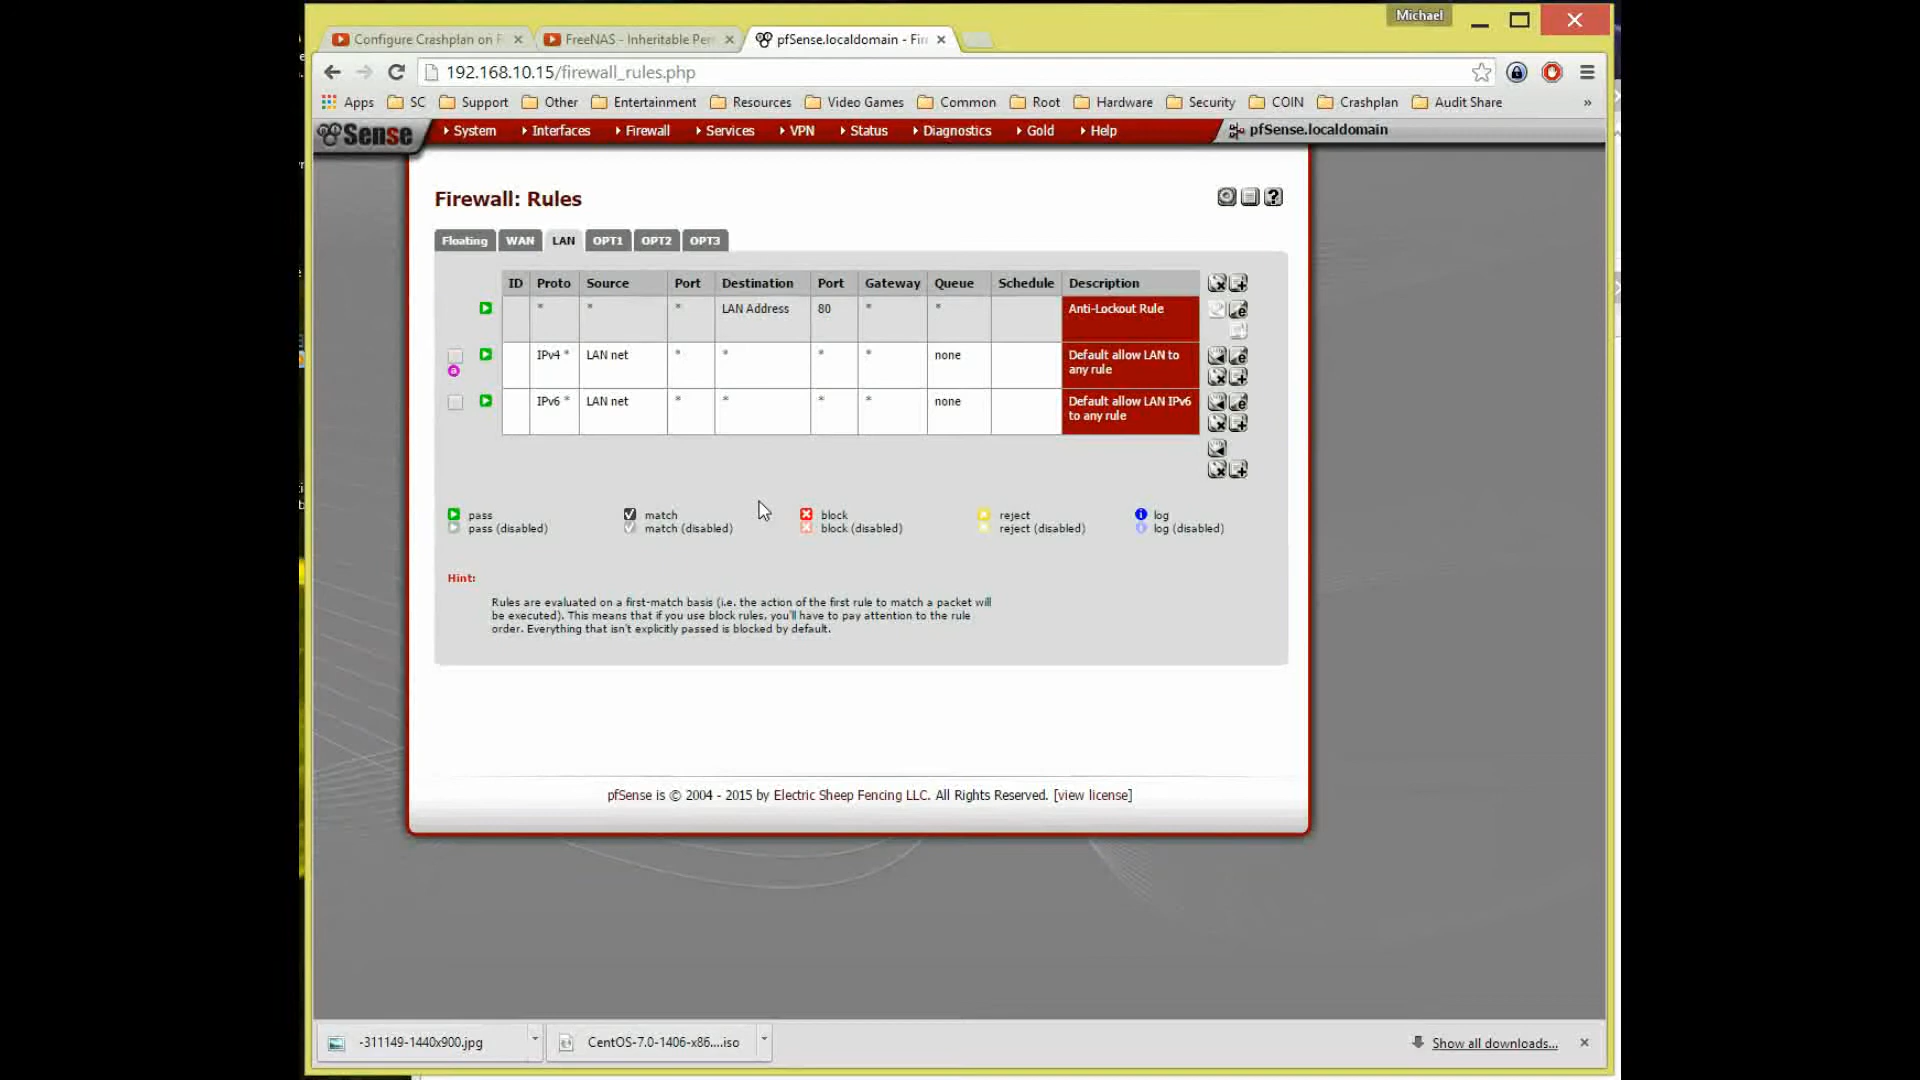 Michael
Configure Crashplan on F
FreeNAS - Inheritable Per
pfSense.localdomain - Fir
192.168.10.15/firewall_rules.php
Apps SC Support Other Entertainment Resources Video Games Common Root Hardware Security COIN Crashplan Audit Share »
Sense System Interfaces Firewall Services VPN Status Diagnostics Gold Help pfSense.localdomain
Firewall: Rules
Floating WAN LAN OPT1 OPT2 OPT3
ID Proto Source Port Destination Port Gateway Queue Schedule Description
* * * LAN Address 80 * * Anti-Lockout Rule
IPv4 * LAN net * * * * none Default allow LAN to
any rule
IPv6 * LAN net * * * * none Default allow LAN IPv6
to any rule
pass match block reject log
pass (disabled) match (disabled) block (disabled) reject (disabled) log (disabled)
Hint:
Rules are evaluated on a first-match basis (i.e. the action of the first rule to match a packet will
be executed). This means that if you use block rules, you'll have to pay attention to the rule
order. Everything that isn't explicitly passed is blocked by default.
pfSense is © 2004 - 2015 by Electric Sheep Fencing LLC. All Rights Reserved. [view license]
-311149-1440x900.jpg
CentOS-7.0-1406-x86....iso
Show all downloads...